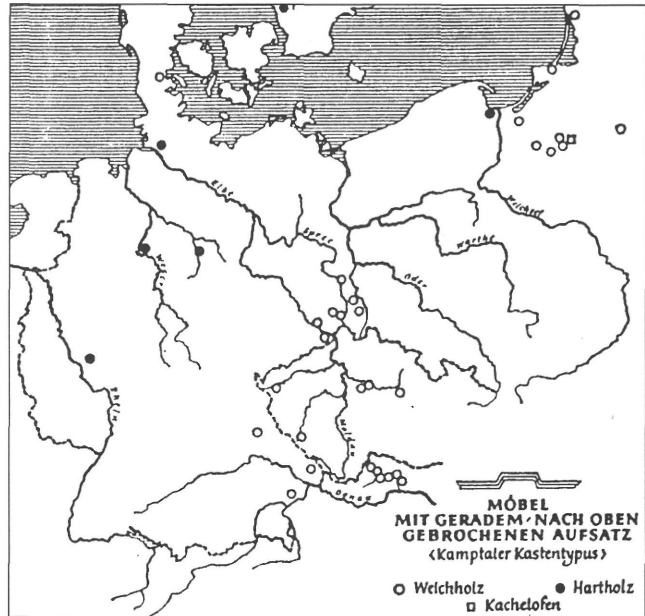 Elbe
Spree
Weichsel
Warthe
Oder
Weser
Rhein
Moldau
Donau
MÖBEL
MIT GERADEM, NACH OBEN
GEBROCHENEN AUFSATZ
<Kamptaler Kastentypus>
Weichholz
Hartholz
Kachelofen